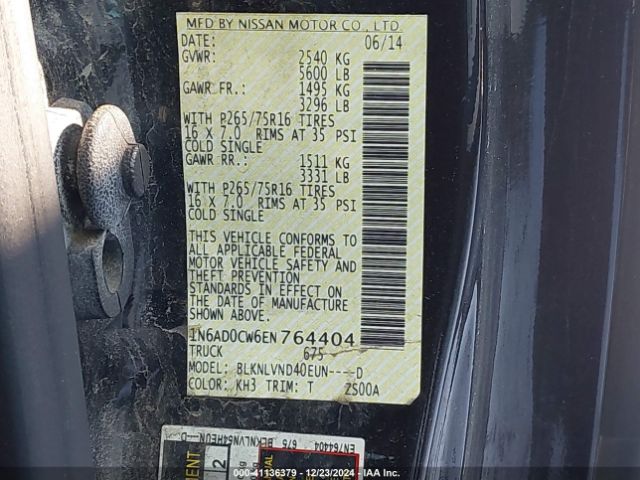 MFD BY NISSAN MOTOR CO., LTD.
DATE: 06/14
GVWR: 2540 KG
5600 LB
GAWR FR.: 1495 KG
3296 LB
WITH P265/75R16 TIRES
16 X 7.0 RIMS AT 35 PSI
COLD SINGLE
GAWR RR.: 1511 KG
3331 LB
WITH P265/75R16 TIRES
16 X 7.0 RIMS AT 35 PSI
COLD SINGLE
THIS VEHICLE CONFORMS TO
ALL APPLICABLE FEDERAL
MOTOR VEHICLE SAFETY AND
THEFT PREVENTION
STANDARDS IN EFFECT ON
THE DATE OF MANUFACTURE
SHOWN ABOVE.
1N6AD0CW6EN764404
TRUCK 675
MODEL: BLKNLVND40EUN----D
COLOR: KH3 TRIM: T ZS00A
EN764404 675
00-41136379 - 12/23/2024 - IAA Inc.